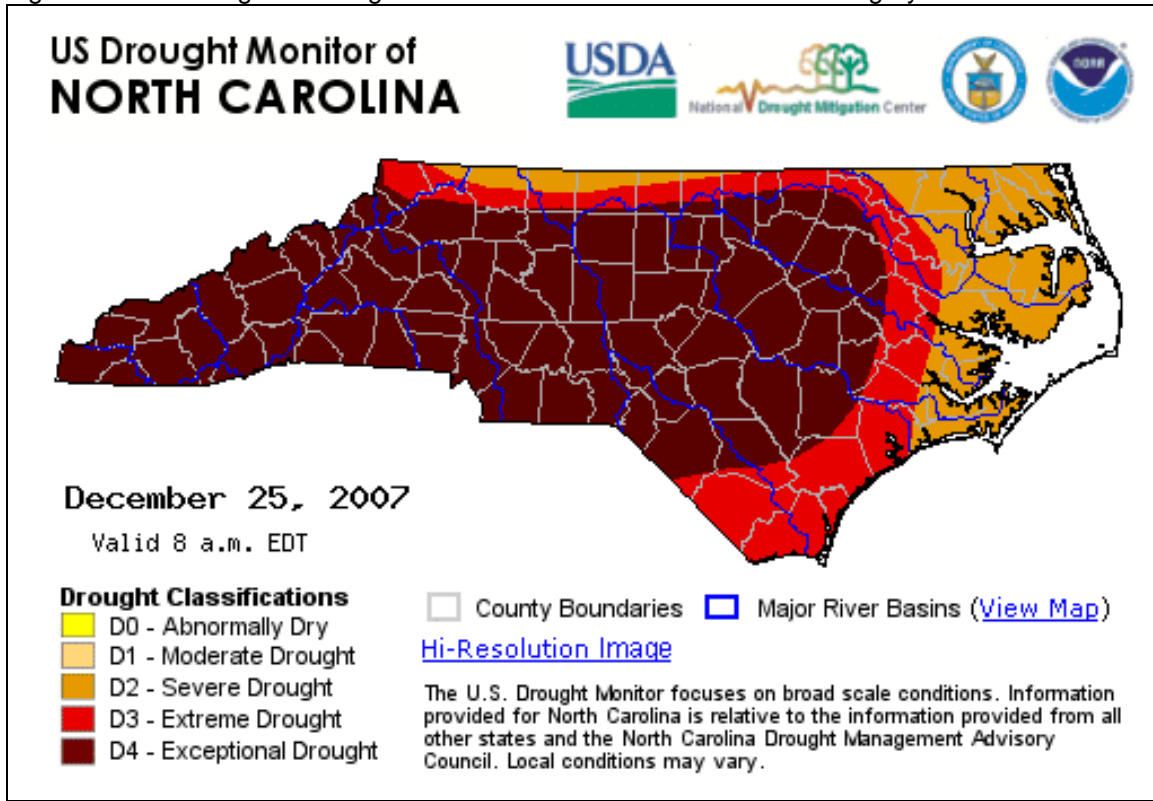 US Drought Monitor of
NORTH CAROLINA
USDA
National Drought Mitigation Center
NOAA
December 25, 2007
Valid 8 a.m. EDT
Drought Classifications
D0 - Abnormally Dry
D1 - Moderate Drought
D2 - Severe Drought
D3 - Extreme Drought
D4 - Exceptional Drought
County Boundaries
Major River Basins (View Map)
Hi-Resolution Image
The U.S. Drought Monitor focuses on broad scale conditions. Information
provided for North Carolina is relative to the information provided from all
other states and the North Carolina Drought Management Advisory
Council. Local conditions may vary.